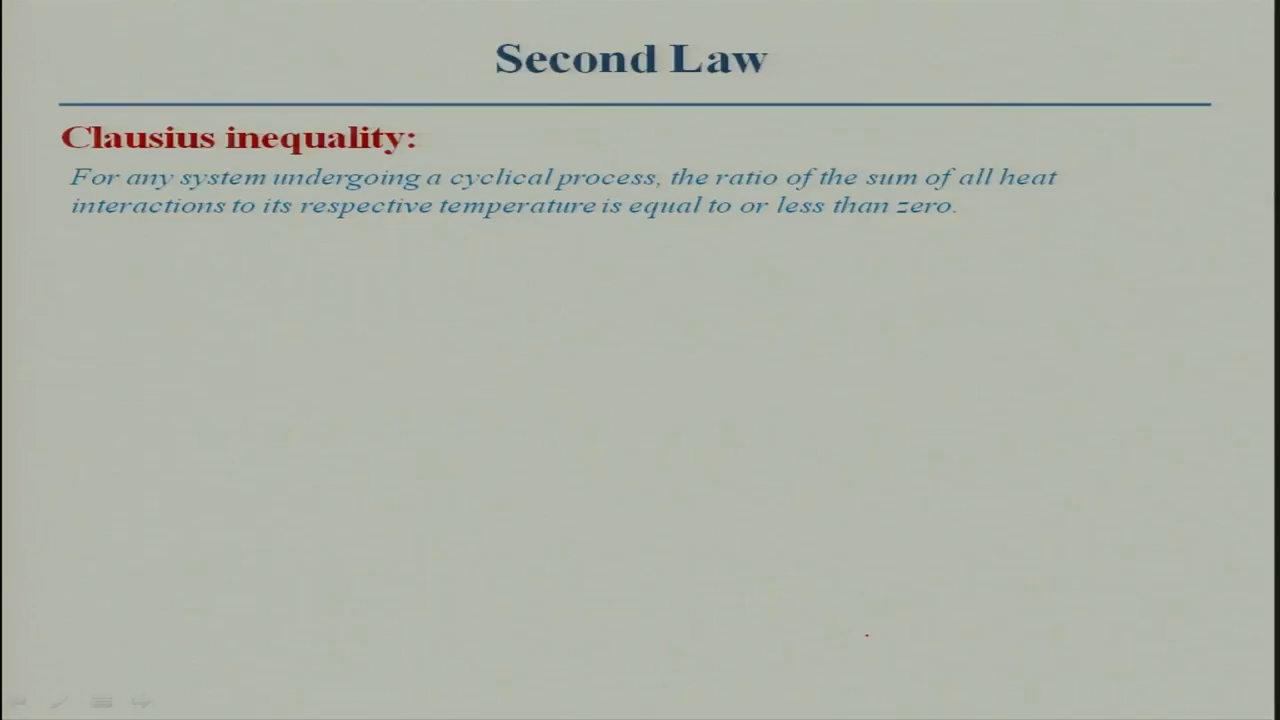 Second Law
Clausius inequality:
For any system undergoing a cyclical process, the ratio of the sum of all heat
interactions to its respective temperature is equal to or less than zero.